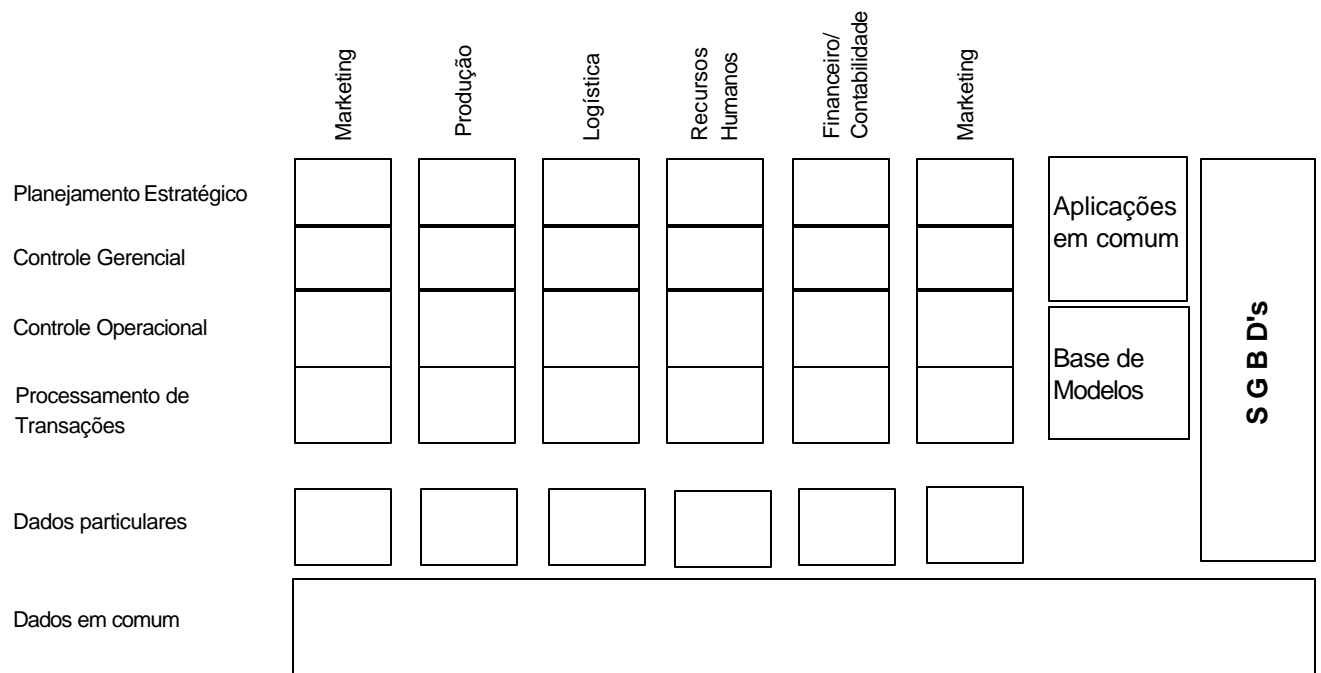 Marketing
Produção
Logística
Recursos
Humanos
Financeiro/
Contabilidade
Marketing
Planejamento Estratégico
Controle Gerencial
Controle Operacional
Processamento de
Transações
Dados particulares
Dados em comum
Aplicações
em comum
Base de
Modelos
S G B D's